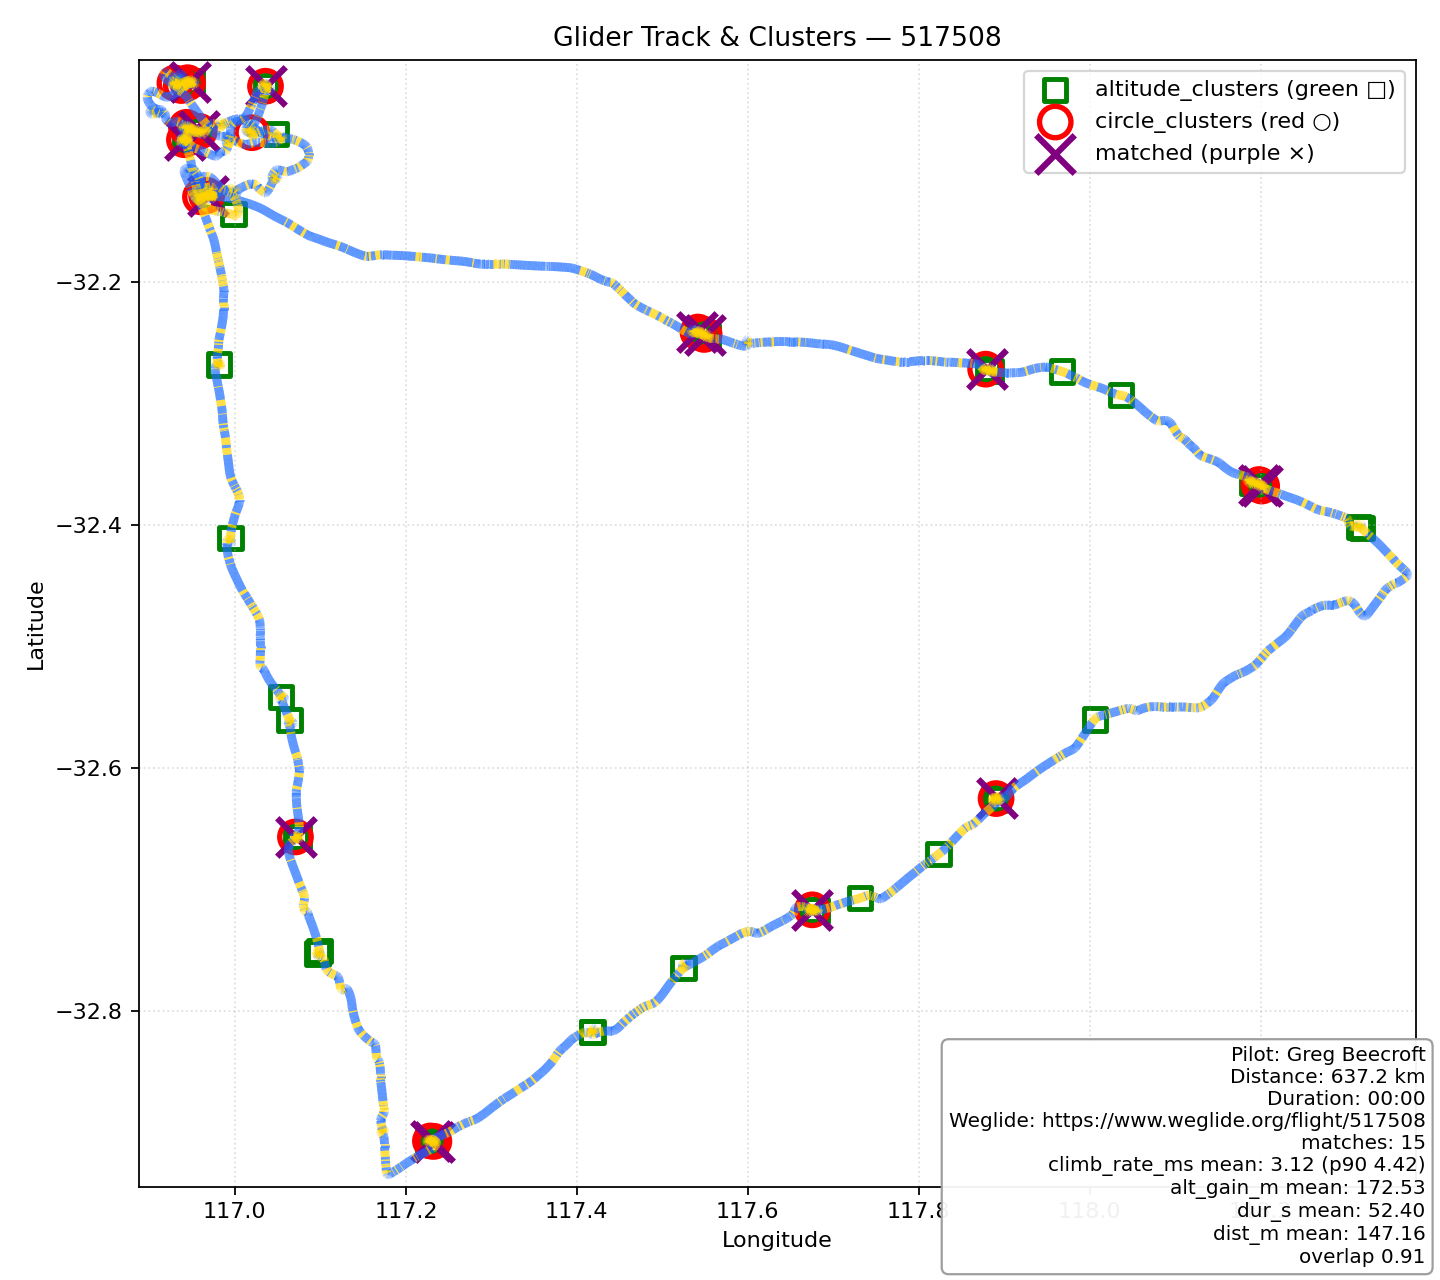 Glider Track & Clusters — 517508
altitude_clusters (green □)
circle_clusters (red ○)
matched (purple ×)
−32.2
−32.4
−32.6
−32.8
Latitude
117.0
117.2
117.4
117.6
117.8
118.0
Longitude
Pilot: Greg Beecroft
Distance: 637.2 km
Duration: 00:00
Weglide: https://www.weglide.org/flight/517508
matches: 15
climb_rate_ms mean: 3.12 (p90 4.42)
alt_gain_m mean: 172.53
dur_s mean: 52.40
dist_m mean: 147.16
overlap 0.91